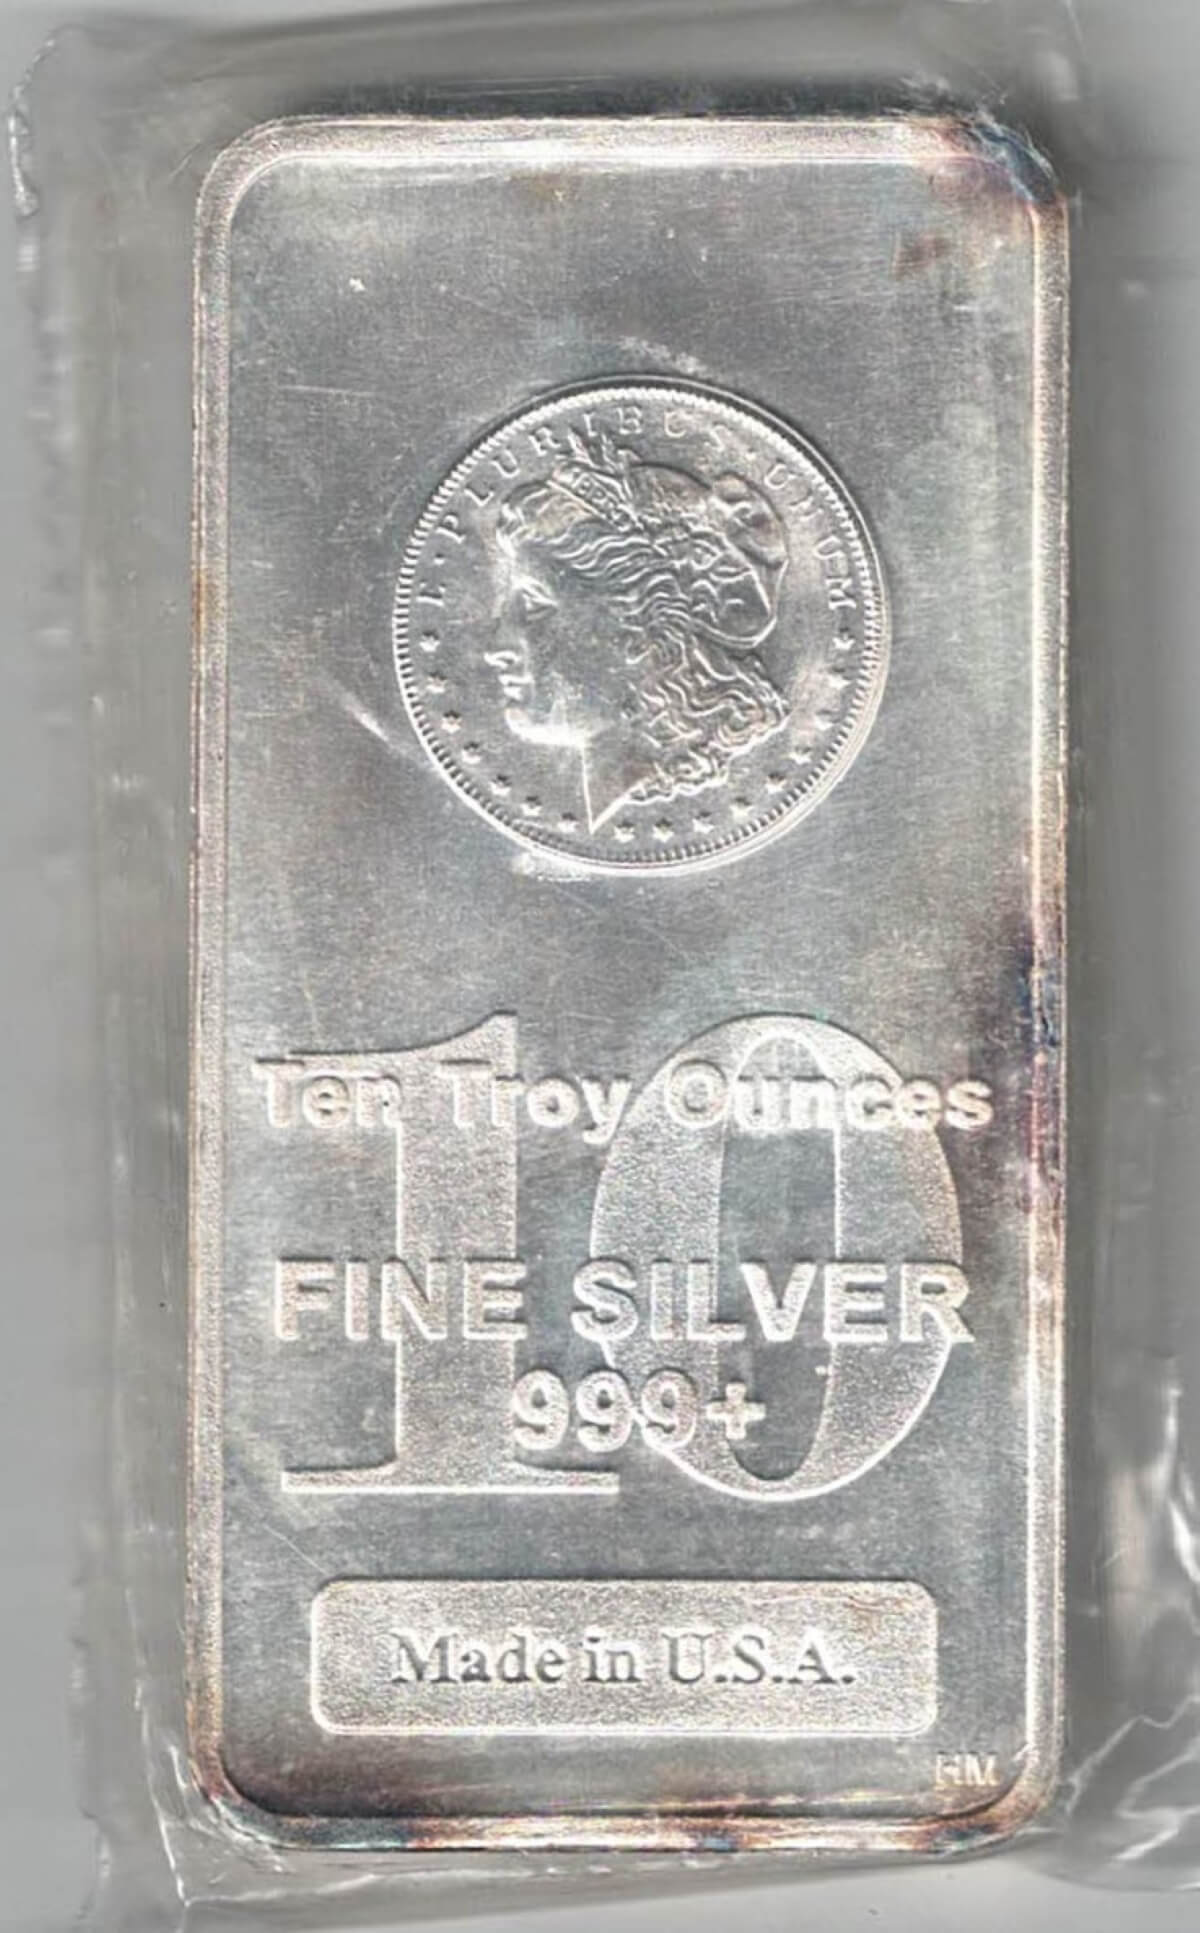 E·PLURIBUS·UNUM
10
Ten Troy Ounces
FINE SILVER
999+
Made in U.S.A.
HM